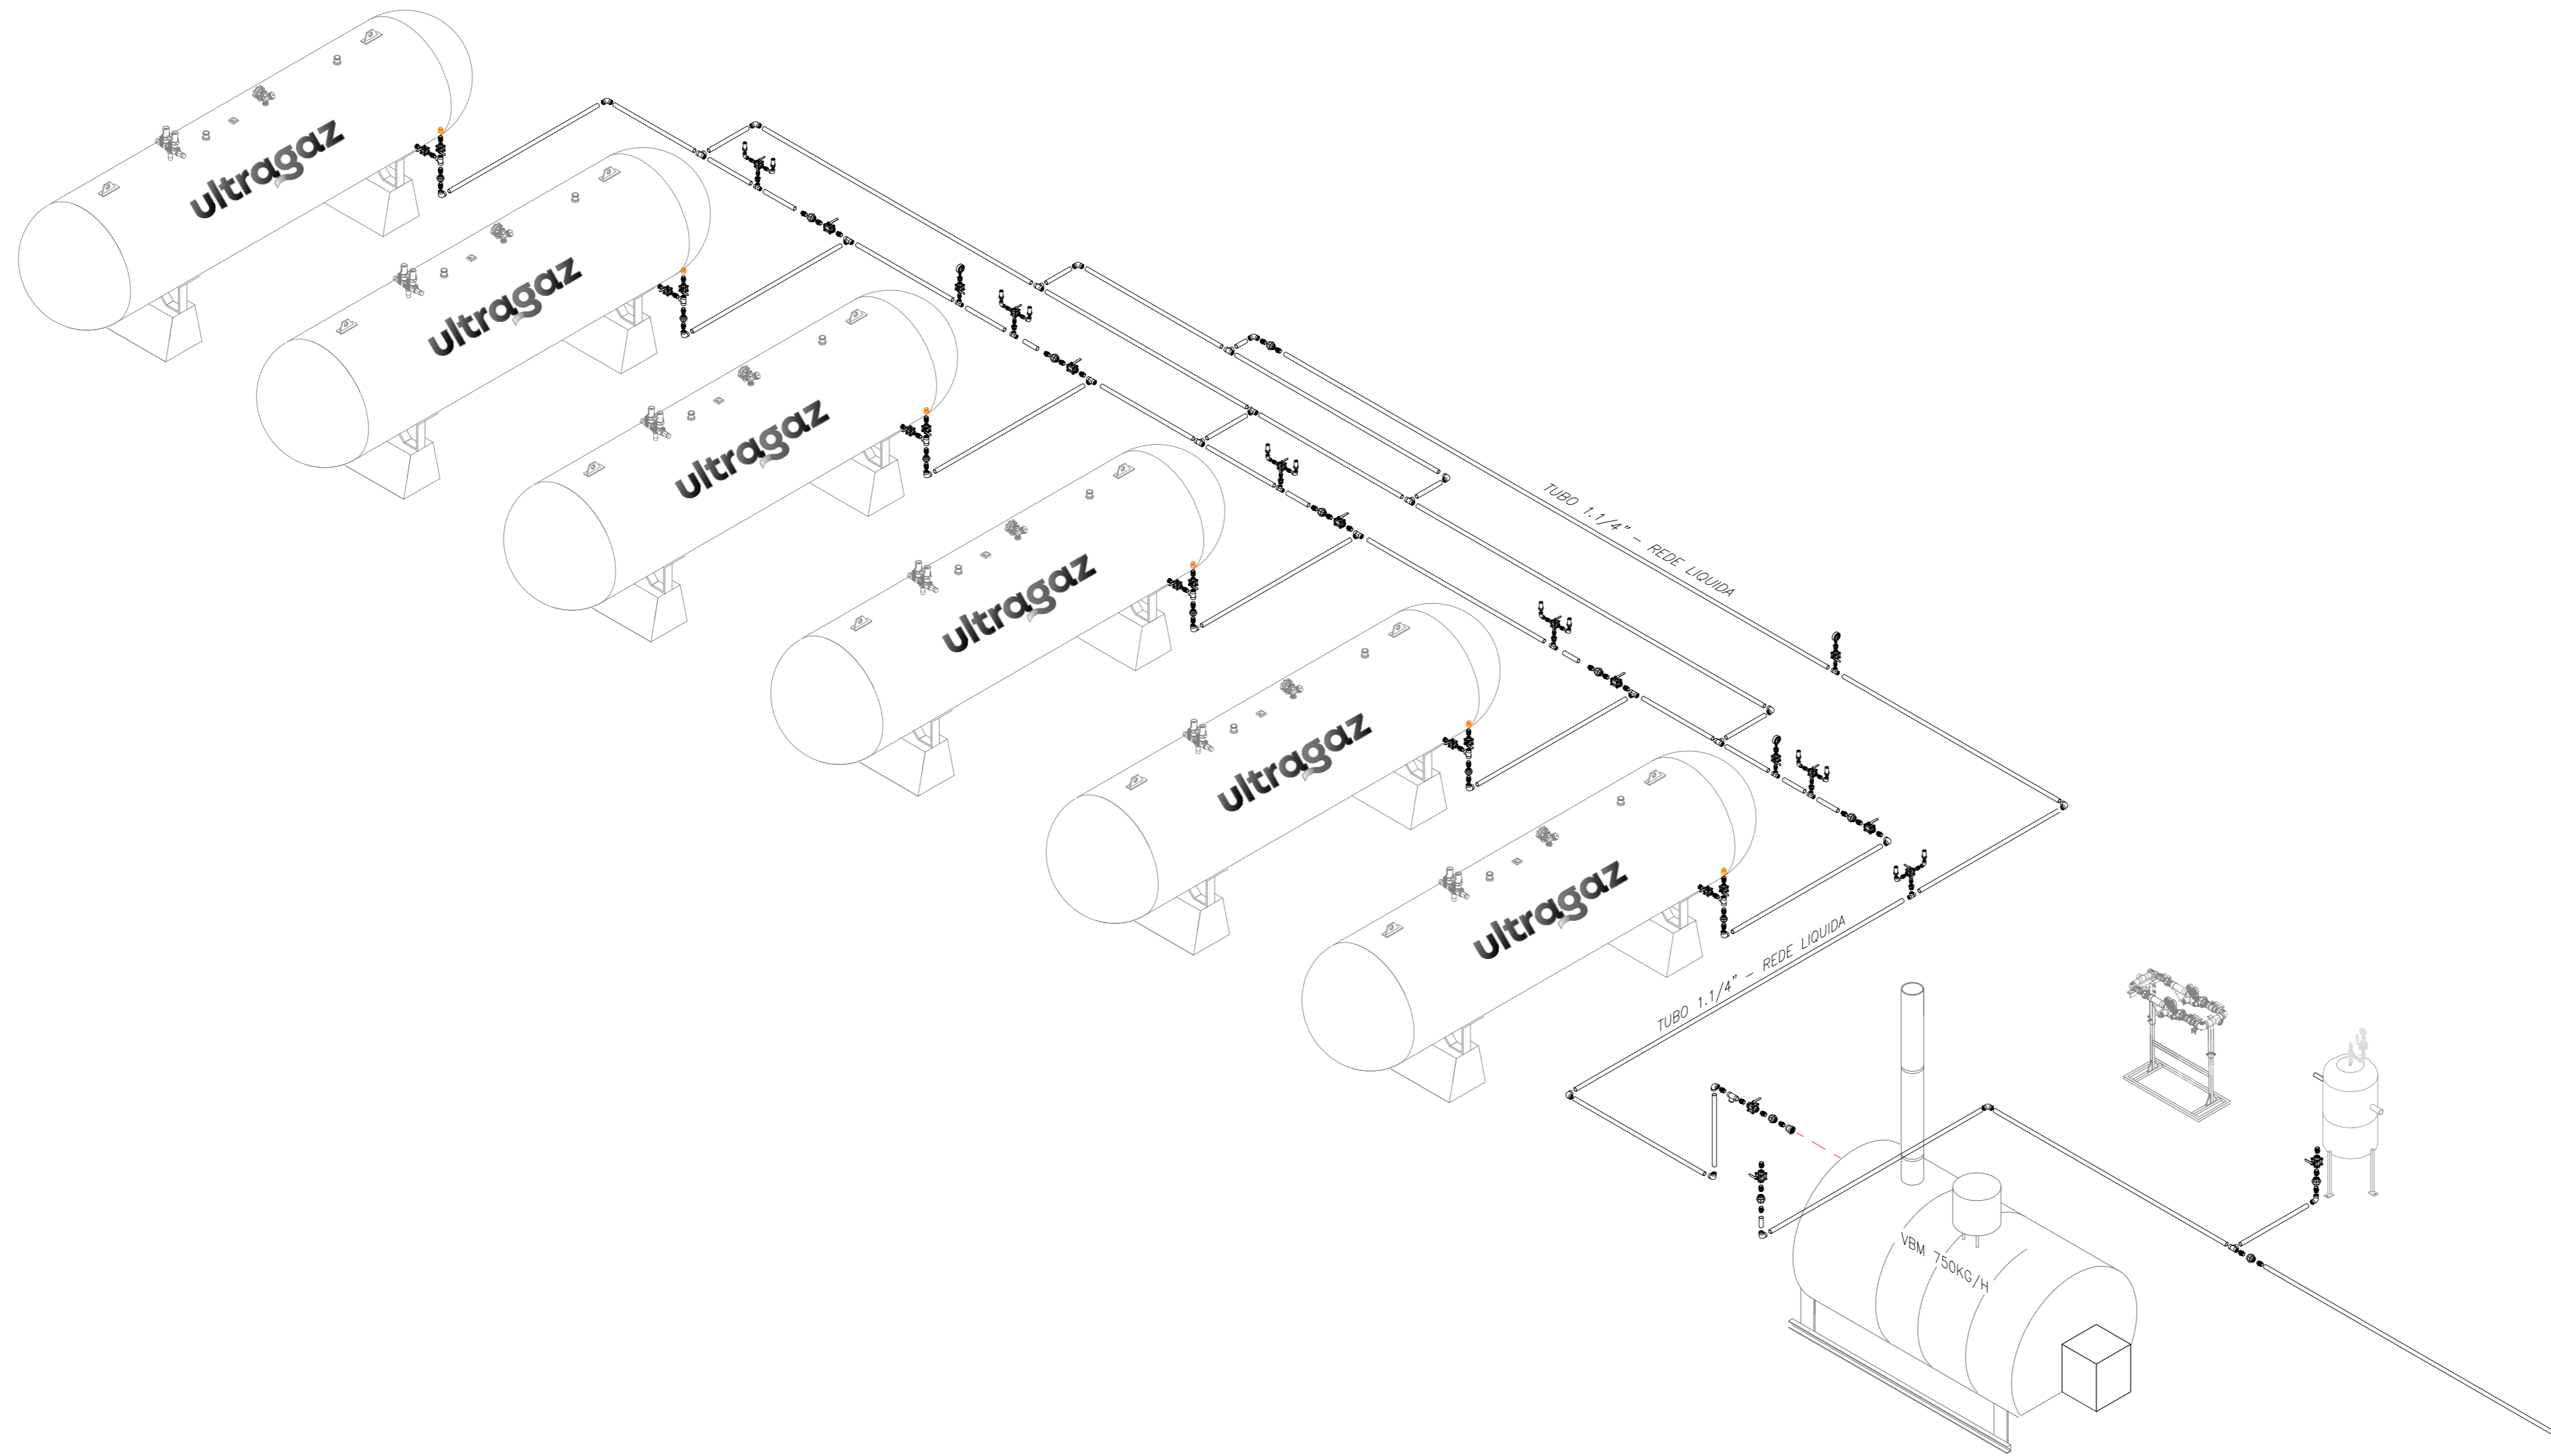 ultragaz
ultragaz
ultragaz
ultragaz
ultragaz
ultragaz
TUBO 1.1/4" - REDE LIQUIDA
TUBO 1.1/4" - REDE LIQUIDA
VBM 750KG/H